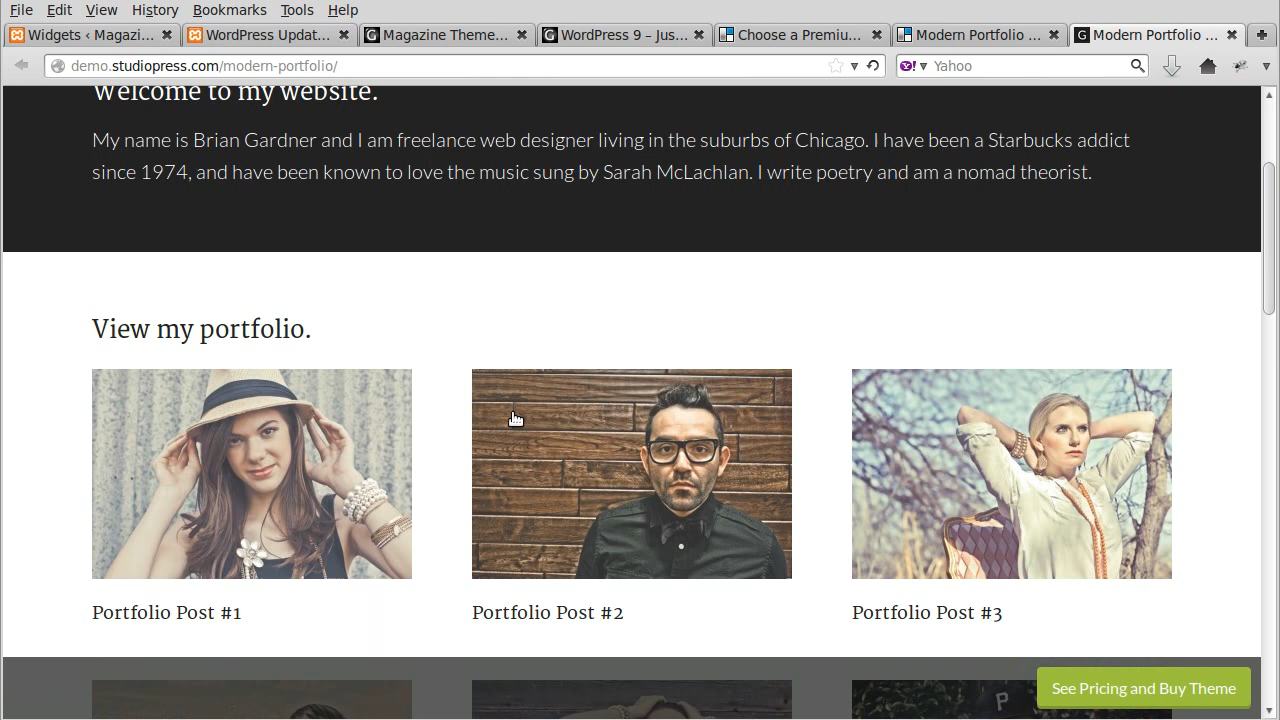 File Edit View History Bookmarks Tools Help
Widgets ‹ Magazi... WordPress Updat... Magazine Theme... WordPress 9 – Jus... Choose a Premiu... Modern Portfolio ... Modern Portfolio ...
demo.studiopress.com/modern-portfolio/ Yahoo
Welcome to my website.
My name is Brian Gardner and I am freelance web designer living in the suburbs of Chicago. I have been a Starbucks addict
since 1974, and have been known to love the music sung by Sarah McLachlan. I write poetry and am a nomad theorist.
View my portfolio.
Portfolio Post #1 Portfolio Post #2 Portfolio Post #3
P
See Pricing and Buy Theme